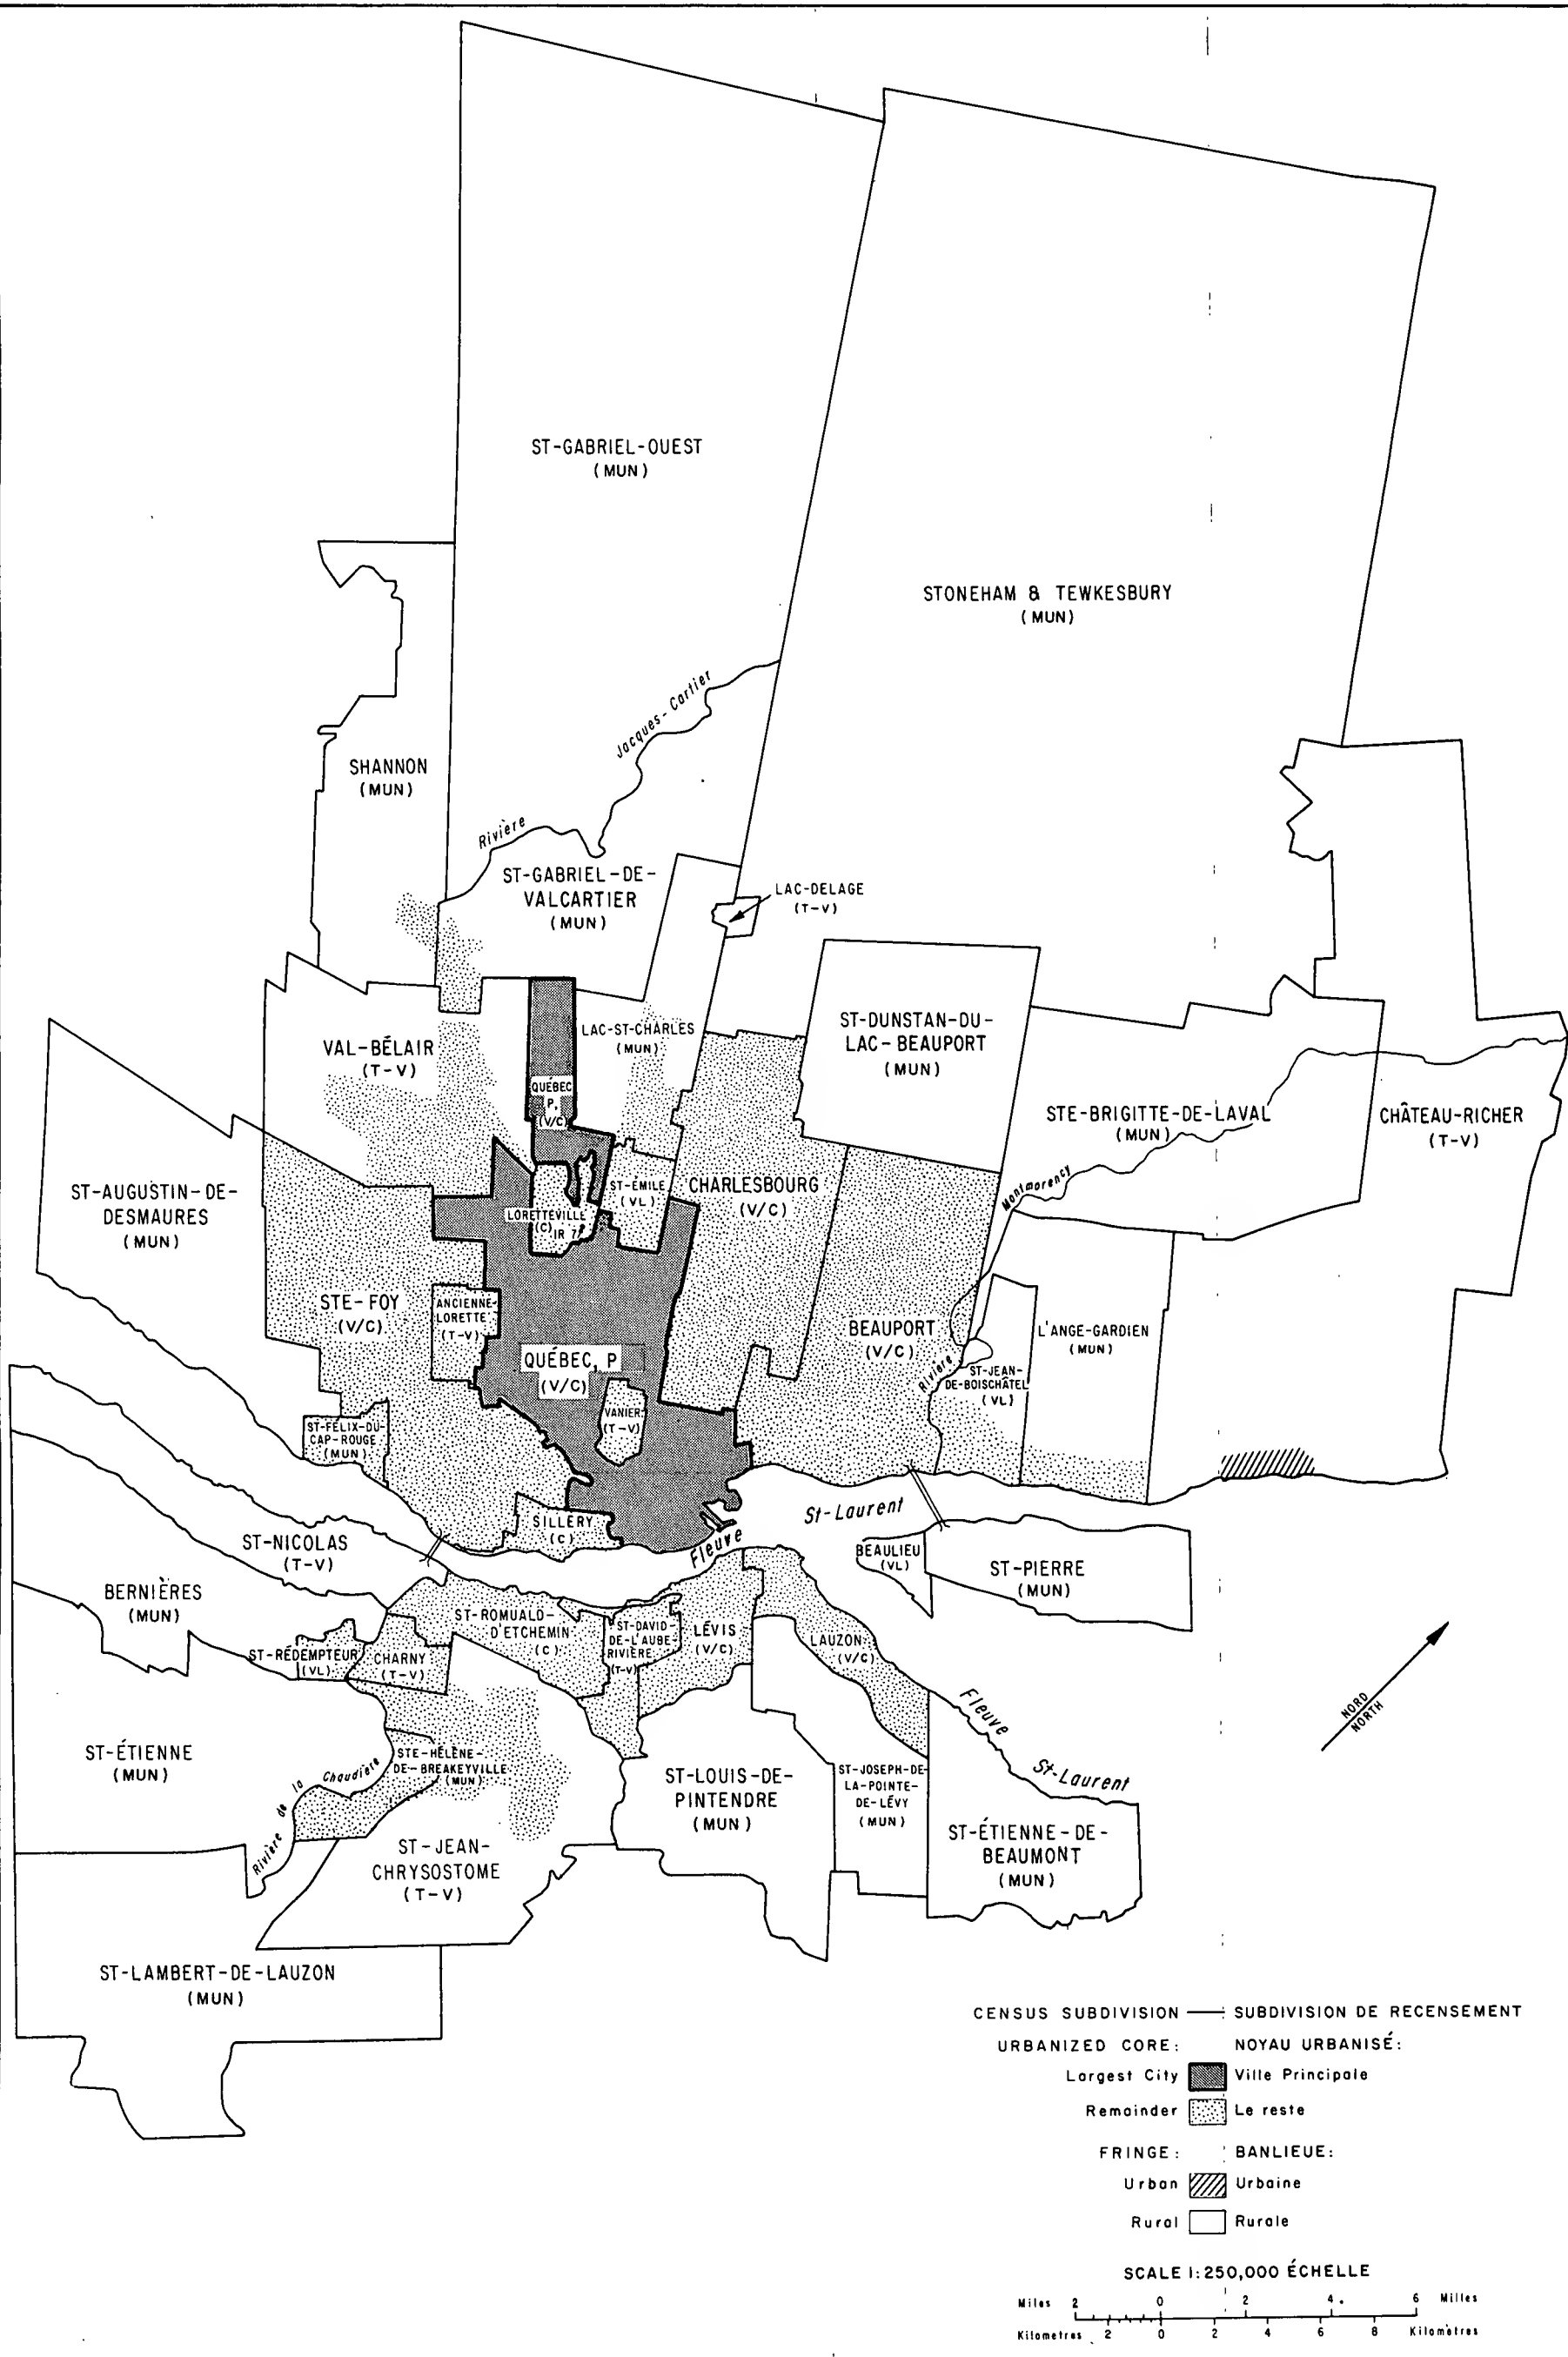 ST-GABRIEL-OUEST
(MUN)
STONEHAM & TEWKESBURY
(MUN)
Jacques-Cartier
Rivière
SHANNON
(MUN)
ST-GABRIEL-DE-
VALCARTIER
(MUN)
LAC-DELAGE
(T-V)
LAC-ST-CHARLES
(MUN)
ST-DUNSTAN-DU-
LAC-BEAUPORT
(MUN)
VAL-BÉLAIR
(T-V)
QUÉBEC
P,
(V/C)
STE-BRIGITTE-DE-LAVAL
(MUN)
CHÂTEAU-RICHER
(T-V)
Montmorency
Rivière
ST-AUGUSTIN-DE-
DESMAURES
(MUN)
ST-ÉMILE
(VL)
CHARLESBOURG
(V/C)
LORETTEVILLE
(C)
IR 7
STE-FOY
(V/C)
ANCIENNE-
LORETTE
(T-V)
BEAUPORT
(V/C)
L'ANGE-GARDIEN
(MUN)
QUÉBEC, P
(V/C)
ST-JEAN-
DE-BOISCHÂTEL
(VL)
VANIER
(T-V)
ST-FÉLIX-DU-
CAP-ROUGE
(MUN)
SILLERY
(C)
Fleuve
St-Laurent
ST-NICOLAS
(T-V)
BEAULIEU
(VL)
ST-PIERRE
(MUN)
BERNIÈRES
(MUN)
ST-ROMUALD-
D'ETCHEMIN
(C)
ST-DAVID-
DE-L'AUBE
RIVIÈRE
(T-V)
LÉVIS
(V/C)
LAUZON
(V/C)
ST-RÉDEMPTEUR
(VL)
CHARNY
(T-V)
NORD
NORTH
Fleuve
St-Laurent
ST-ÉTIENNE
(MUN)
STE-HÉLÈNE-
DE-BREAKEYVILLE
(MUN)
Rivière de la Chaudière
ST-LOUIS-DE-
PINTENDRE
(MUN)
ST-JOSEPH-DE-
LA-POINTE-
DE-LÉVY
(MUN)
ST-ÉTIENNE-DE-
BEAUMONT
(MUN)
ST-JEAN-
CHRYSOSTOME
(T-V)
ST-LAMBERT-DE-LAUZON
(MUN)
CENSUS SUBDIVISION SUBDIVISION DE RECENSEMENT
URBANIZED CORE: NOYAU URBANISÉ:
Largest City Ville Principale
Remainder Le reste
FRINGE: BANLIEUE:
Urban Urbaine
Rural Rurale
SCALE 1:250,000 ÉCHELLE
Miles 2 0 2 4 6 Milles
Kilometres 2 0 2 4 6 8 Kilomètres